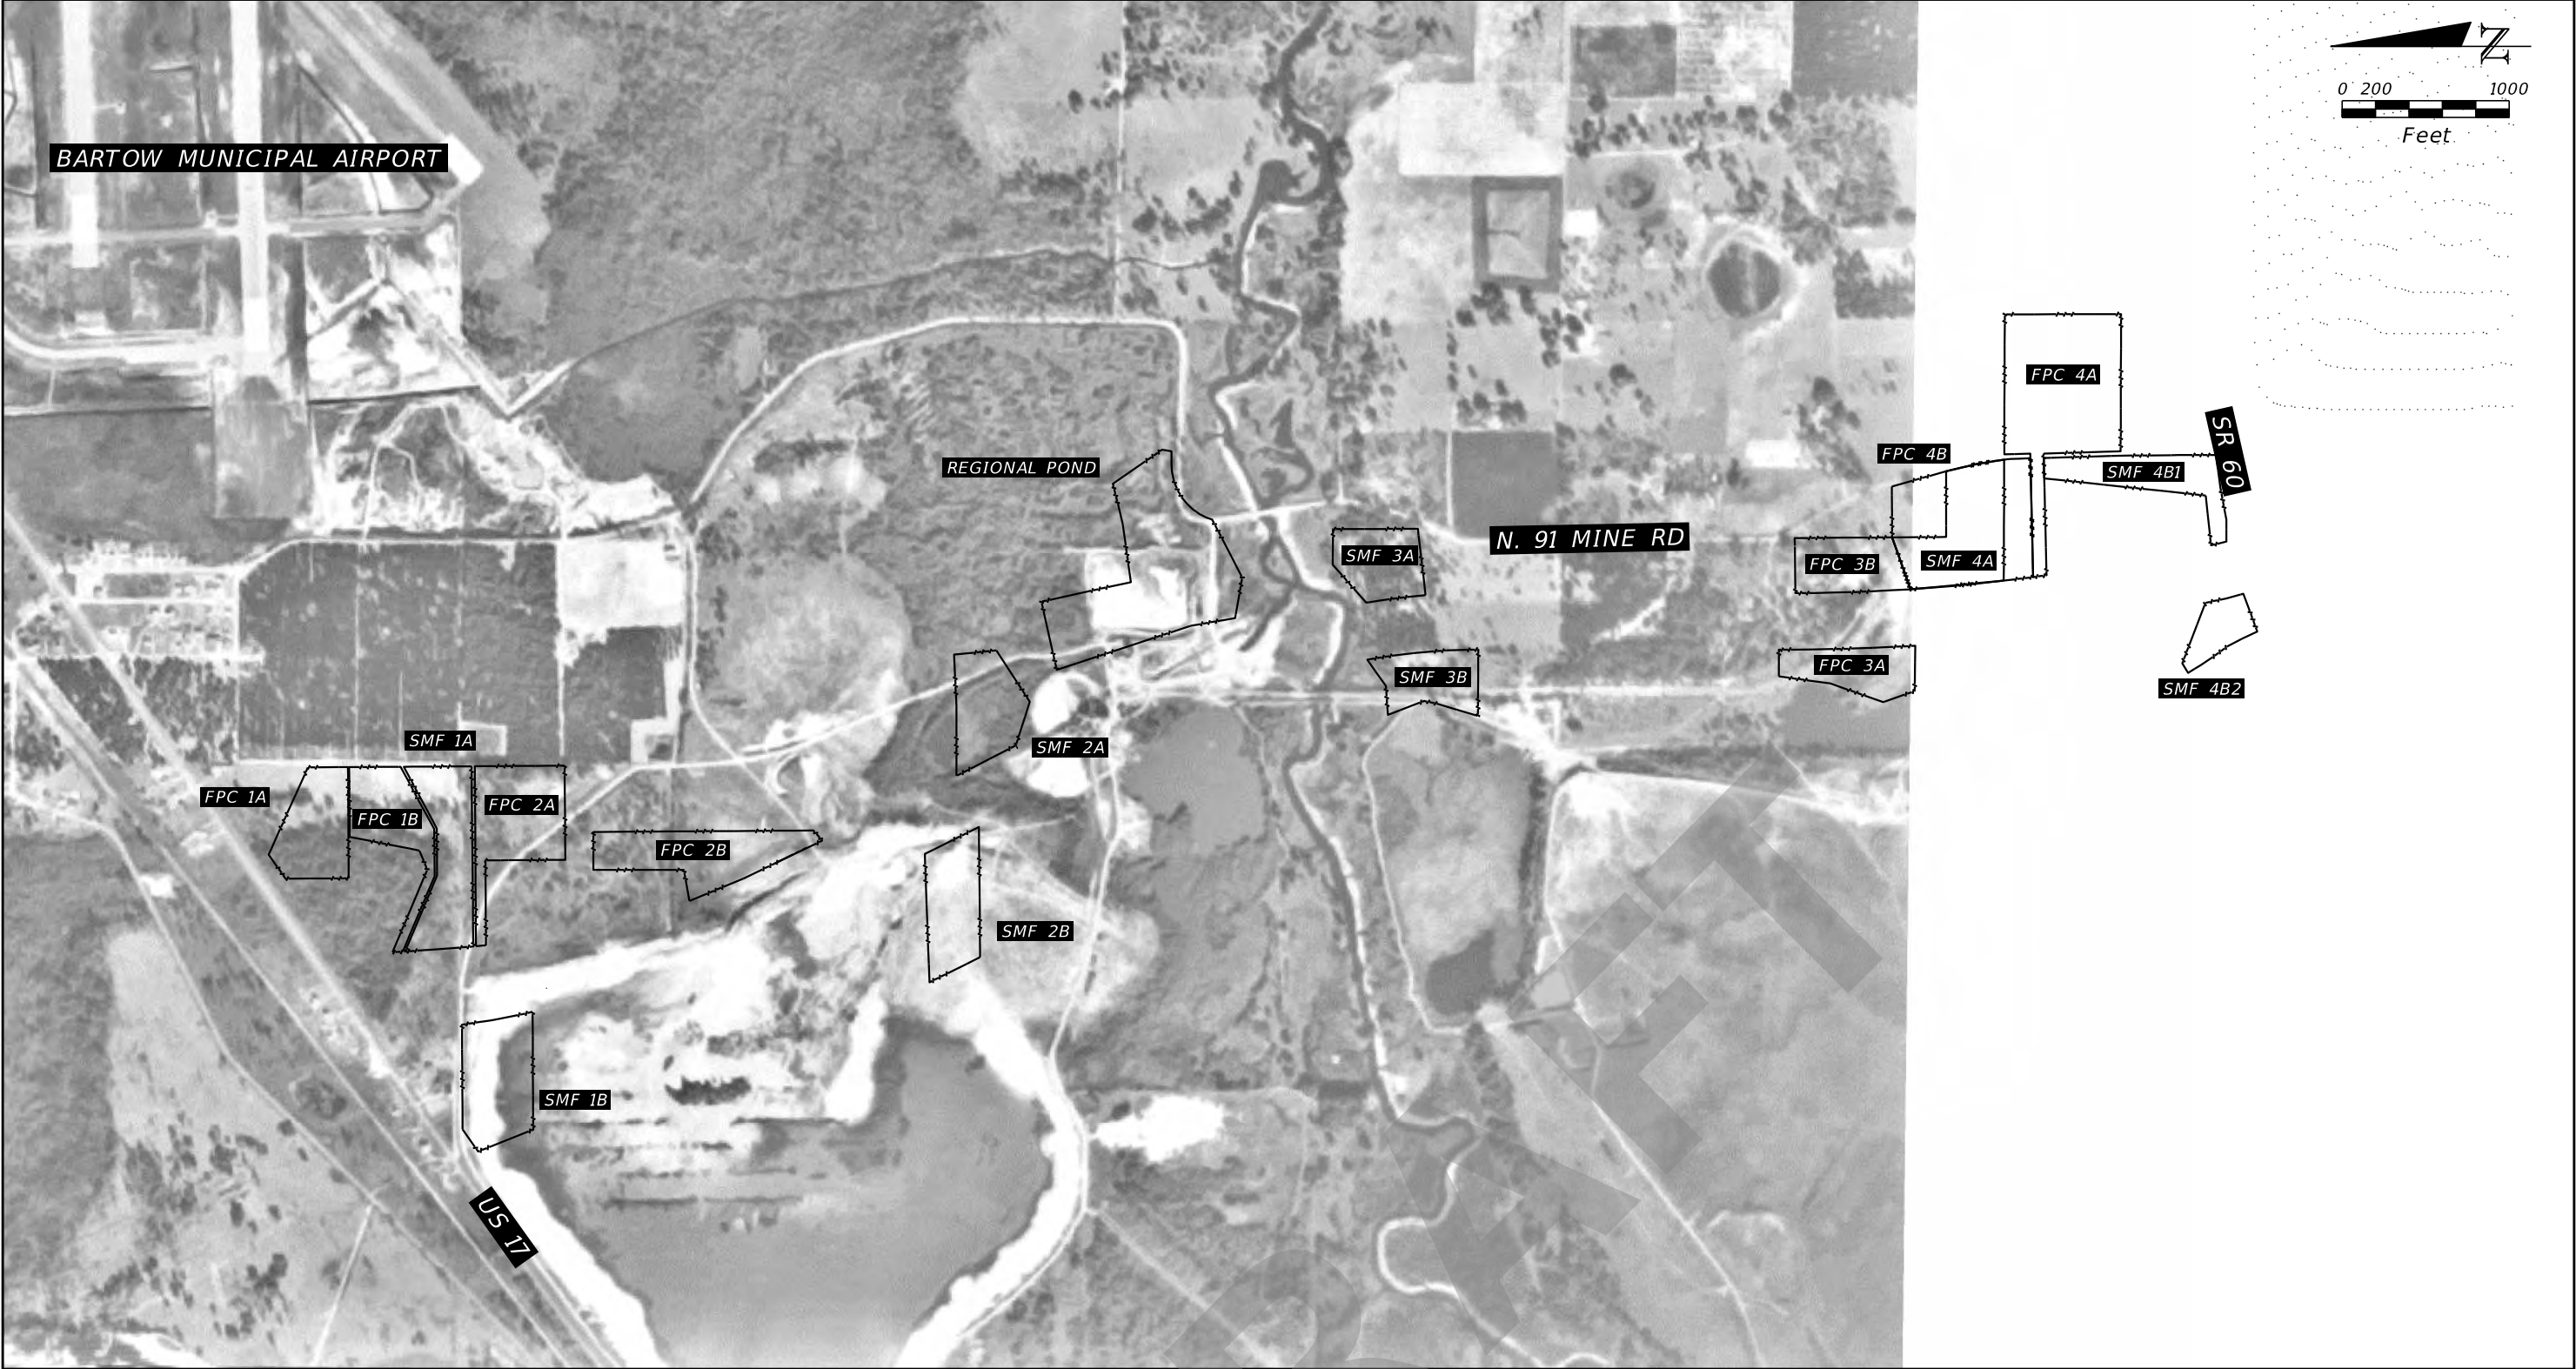 N
0 200 1000
Feet
BARTOW MUNICIPAL AIRPORT
FPC 4A
SR 60
FPC 4B
REGIONAL POND
SMF 4B1
N. 91 MINE RD
SMF 3A
SMF 4A
FPC 3B
FPC 3A
SMF 3B
SMF 4B2
SMF 1A
SMF 2A
FPC 1A
FPC 2A
FPC 1B
FPC 2B
SMF 2B
SMF 1B
US 17
DRAFT